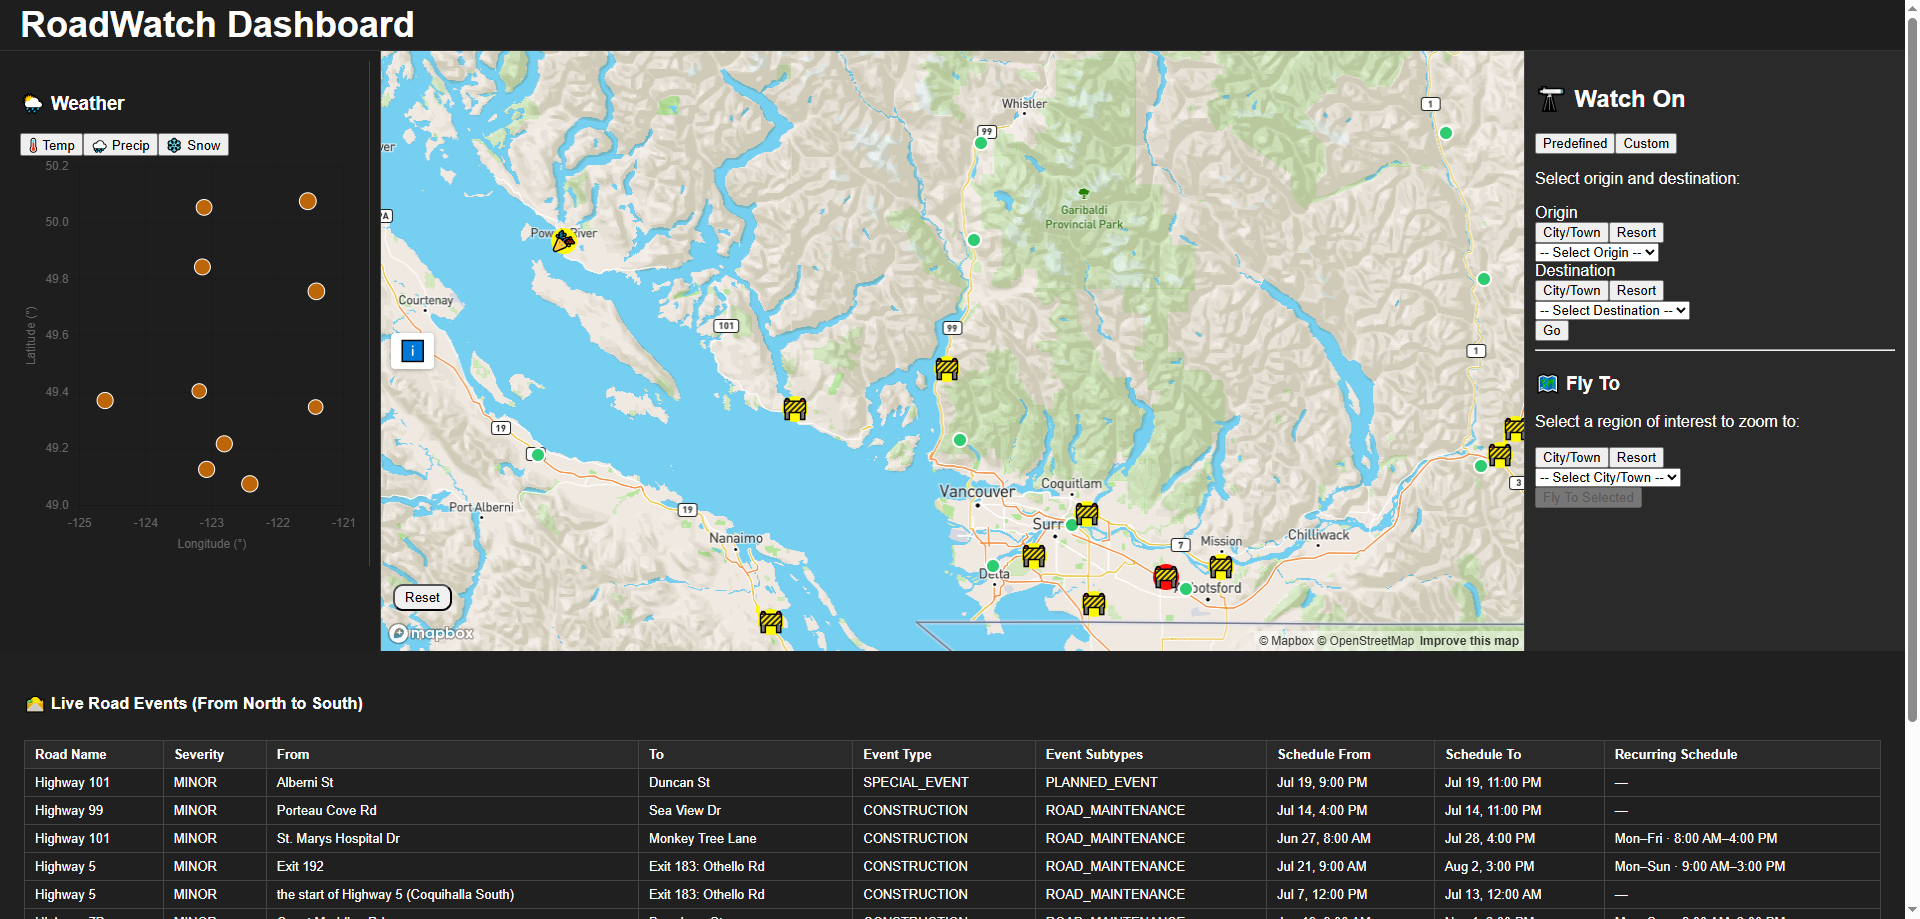 RoadWatch Dashboard
Weather
Temp Precip Snow
50.2
50.0
49.8
49.6
49.4
49.2
49.0
Latitude (°)
-125 -124 -123 -122 -121
Longitude (°)
Whistler
1
99
ver
9A
Garibaldi
Provincial Park
Pow River
Courtenay
101
99
i
1
19
3
Port Alberni
19
Vancouver
Coquitlam
Surr
Nanaimo
7
Mission
Chilliwack
Delta
botsford
Reset
mapbox
© Mapbox © OpenStreetMap Improve this map
Watch On
Predefined Custom
Select origin and destination:
Origin
City/Town Resort
-- Select Origin --
Destination
City/Town Resort
-- Select Destination --
Go
Fly To
Select a region of interest to zoom to:
City/Town Resort
-- Select City/Town --
Fly To Selected
Live Road Events (From North to South)
Road Name Severity From To Event Type Event Subtypes Schedule From Schedule To Recurring Schedule
Highway 101 MINOR Alberni St Duncan St SPECIAL_EVENT PLANNED_EVENT Jul 19, 9:00 PM Jul 19, 11:00 PM —
Highway 99 MINOR Porteau Cove Rd Sea View Dr CONSTRUCTION ROAD_MAINTENANCE Jul 14, 4:00 PM Jul 14, 11:00 PM —
Highway 101 MINOR St. Marys Hospital Dr Monkey Tree Lane CONSTRUCTION ROAD_MAINTENANCE Jun 27, 8:00 AM Jul 28, 4:00 PM Mon–Fri · 8:00 AM–4:00 PM
Highway 5 MINOR Exit 192 Exit 183: Othello Rd CONSTRUCTION ROAD_MAINTENANCE Jul 21, 9:00 AM Aug 2, 3:00 PM Mon–Sun · 9:00 AM–3:00 PM
Highway 5 MINOR the start of Highway 5 (Coquihalla South) Exit 183: Othello Rd CONSTRUCTION ROAD_MAINTENANCE Jul 7, 12:00 PM Jul 13, 12:00 AM —